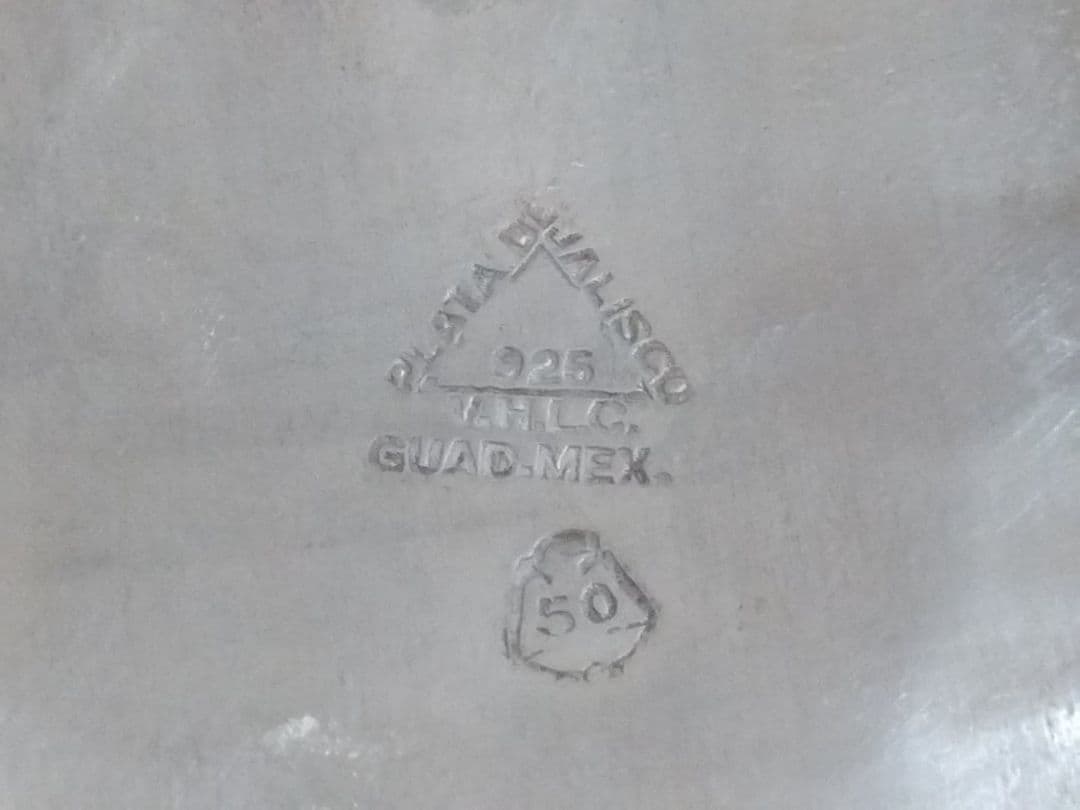 PLATA DE JALISCO
925
V.H.L.C.
GUAD-MEX.
50